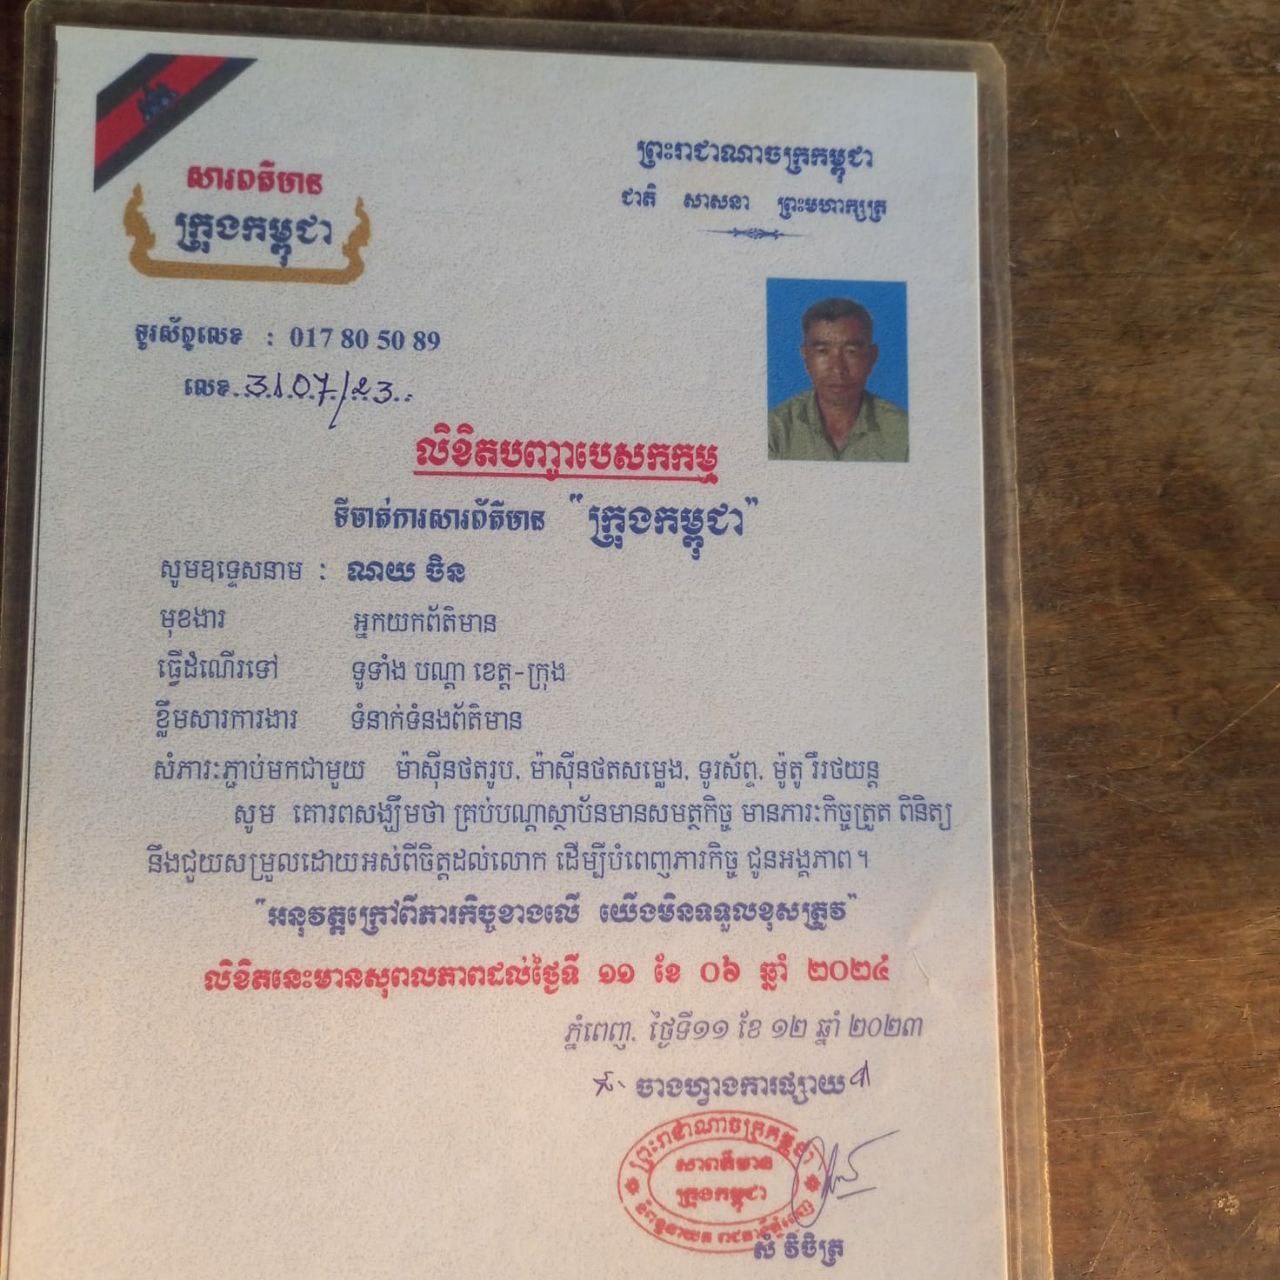 ព្រះរាជាណាចក្រកម្ពុជា
ជាតិ សាសនា ព្រះមហាក្សត្រ
សារពត៌មាន
ក្រុងកម្ពុជា
ទូរស័ព្ទលេខ : 017 80 50 89
លេខ
លិខិតបញ្ជាបេសកកម្ម
ទីចាត់ការសារព័ត៌មាន "ក្រុងកម្ពុជា"
សូមឧទ្ទេសនាម : ណយ ចិន
មុខងារ អ្នកយកព័ត៌មាន
ធ្វើដំណើរទៅ ទូទាំង បណ្តា ខេត្ត-ក្រុង
ខ្លឹមសារការងារ ទំនាក់ទំនងព័ត៌មាន
សំភារៈភ្ជាប់មកជាមួយ ម៉ាស៊ីនថតរូប, ម៉ាស៊ីនថតសម្លេង, ទូរស័ព្ទ, ម៉ូតូ រឺរថយន្ត
សូម គោរពសង្ឃឹមថា គ្រប់បណ្តាស្ថាប័នមានសមត្ថកិច្ច មានភារៈកិច្ចត្រួត ពិនិត្យ
នឹងជួយសម្រួលដោយអស់ពីចិត្តដល់លោក ដើម្បីបំពេញភារកិច្ច ជូនអង្គភាព។
"អនុវត្តក្រៅពីភារកិច្ចខាងលើ យើងមិនទទួលខុសត្រូវ"
លិខិតនេះមានសុពលភាពដល់ថ្ងៃទី ១១ ខែ ០៦ ឆ្នាំ ២០២៤
ភ្នំពេញ, ថ្ងៃទី១១ ខែ ១២ ឆ្នាំ ២០២៣
ចាងហ្វាងការផ្សាយ
ព្រះរាជាណាចក្រកម្ពុជា
សារពត៌មាន
ក្រុងកម្ពុជា
សំ វិចិត្រ